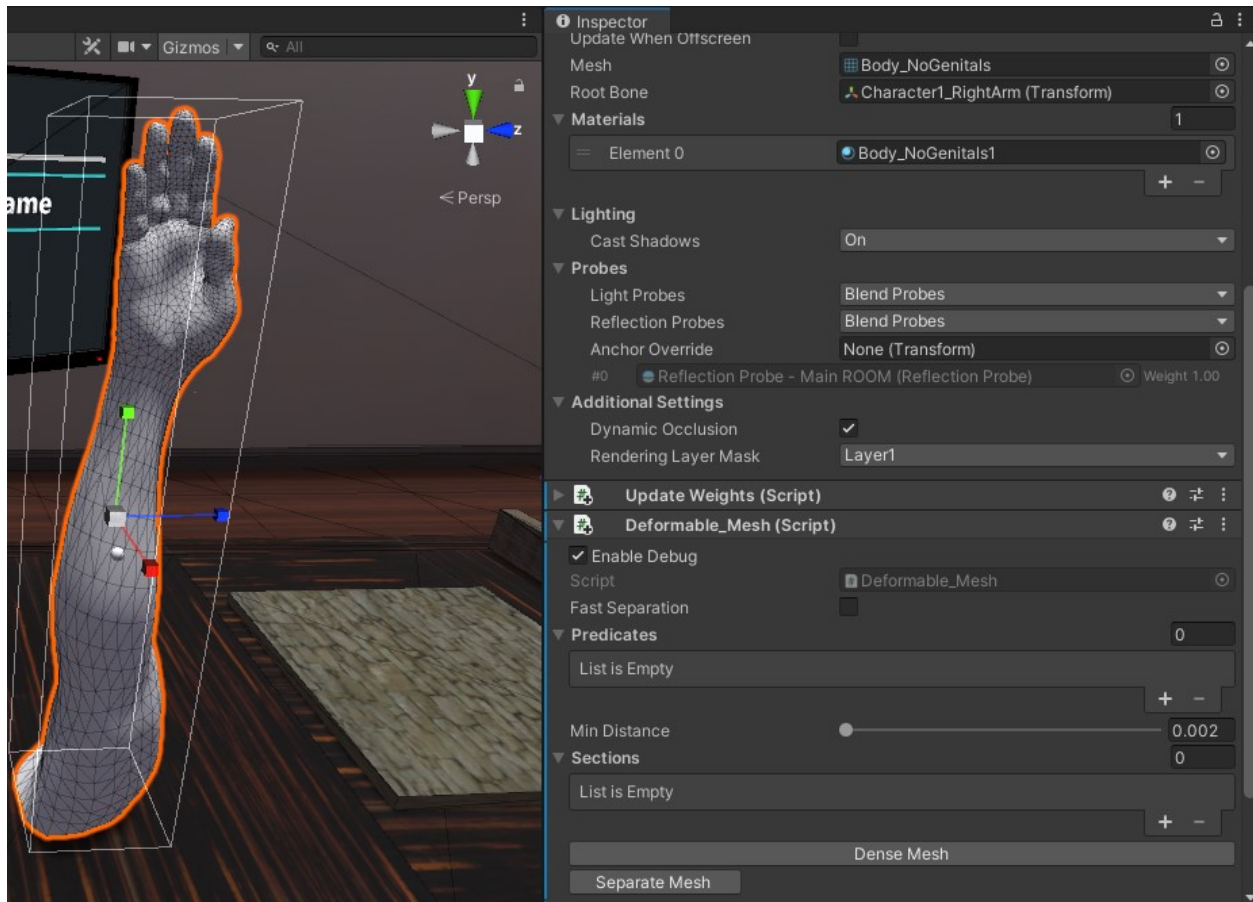 Inspector
Gizmos
All
Update When Offscreen
Mesh
Body_NoGenitals
Root Bone
Character1_RightArm (Transform)
Materials
1
Element 0
Body_NoGenitals1
+ −
y
z
< Persp
ame
Lighting
Cast Shadows
On
Probes
Light Probes
Blend Probes
Reflection Probes
Blend Probes
Anchor Override
None (Transform)
#0 Reflection Probe - Main ROOM (Reflection Probe) Weight 1.00
Additional Settings
Dynamic Occlusion
Rendering Layer Mask
Layer1
# Update Weights (Script)
# Deformable_Mesh (Script)
Enable Debug
Script
Deformable_Mesh
Fast Separation
Predicates
0
List is Empty
+ −
Min Distance
0.002
Sections
0
List is Empty
+ −
Dense Mesh
Separate Mesh